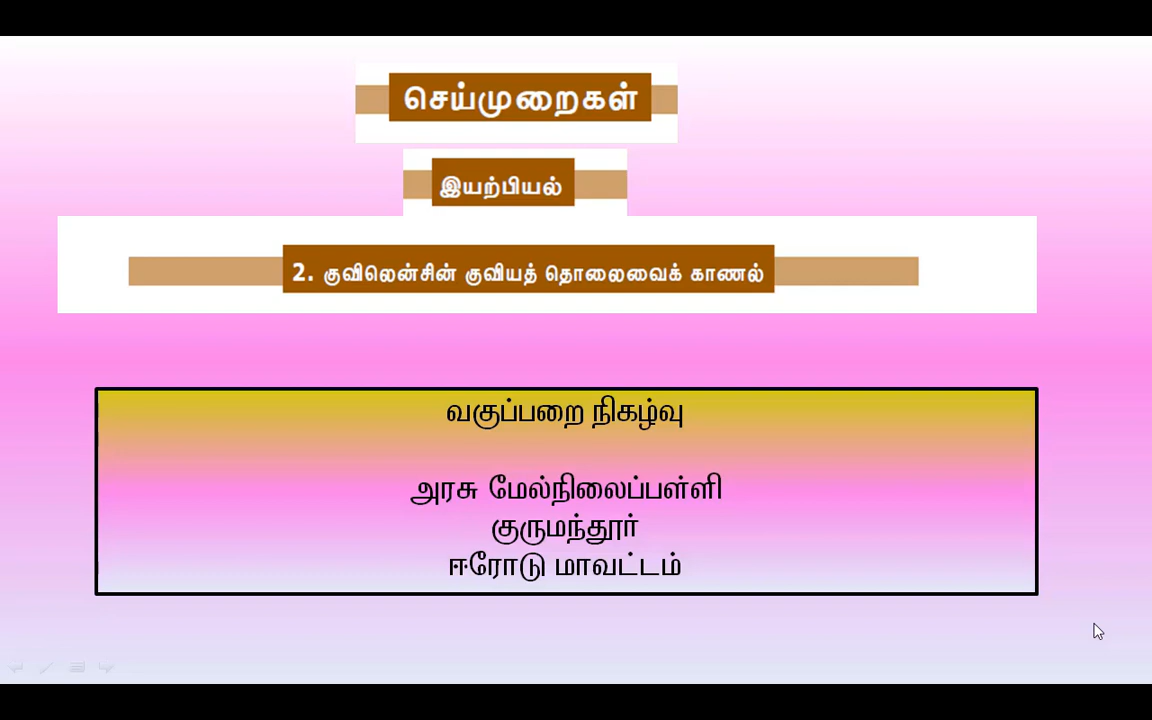 செய்முறைகள்
இயற்பியல்
2. குவிலென்சின் குவியத் தொலைவைக் காணல்
வகுப்பறை நிகழ்வு
அரசு மேல்நிலைப்பள்ளி
குருமந்தூர்
ஈரோடு மாவட்டம்